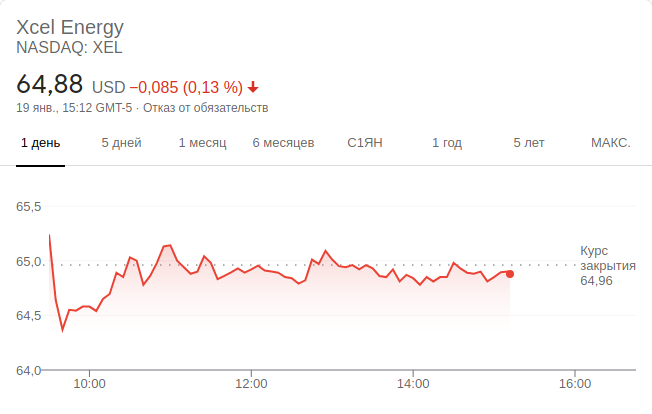 Xcel Energy
NASDAQ: XEL
64,88 USD −0,085 (0,13 %)
19 янв., 15:12 GMT-5 · Отказ от обязательств
1 день 5 дней 1 месяц 6 месяцев С1ЯН 1 год 5 лет МАКС.
65,5
65,0
64,5
64,0
Курс
закрытия
64,96
10:00 12:00 14:00 16:00